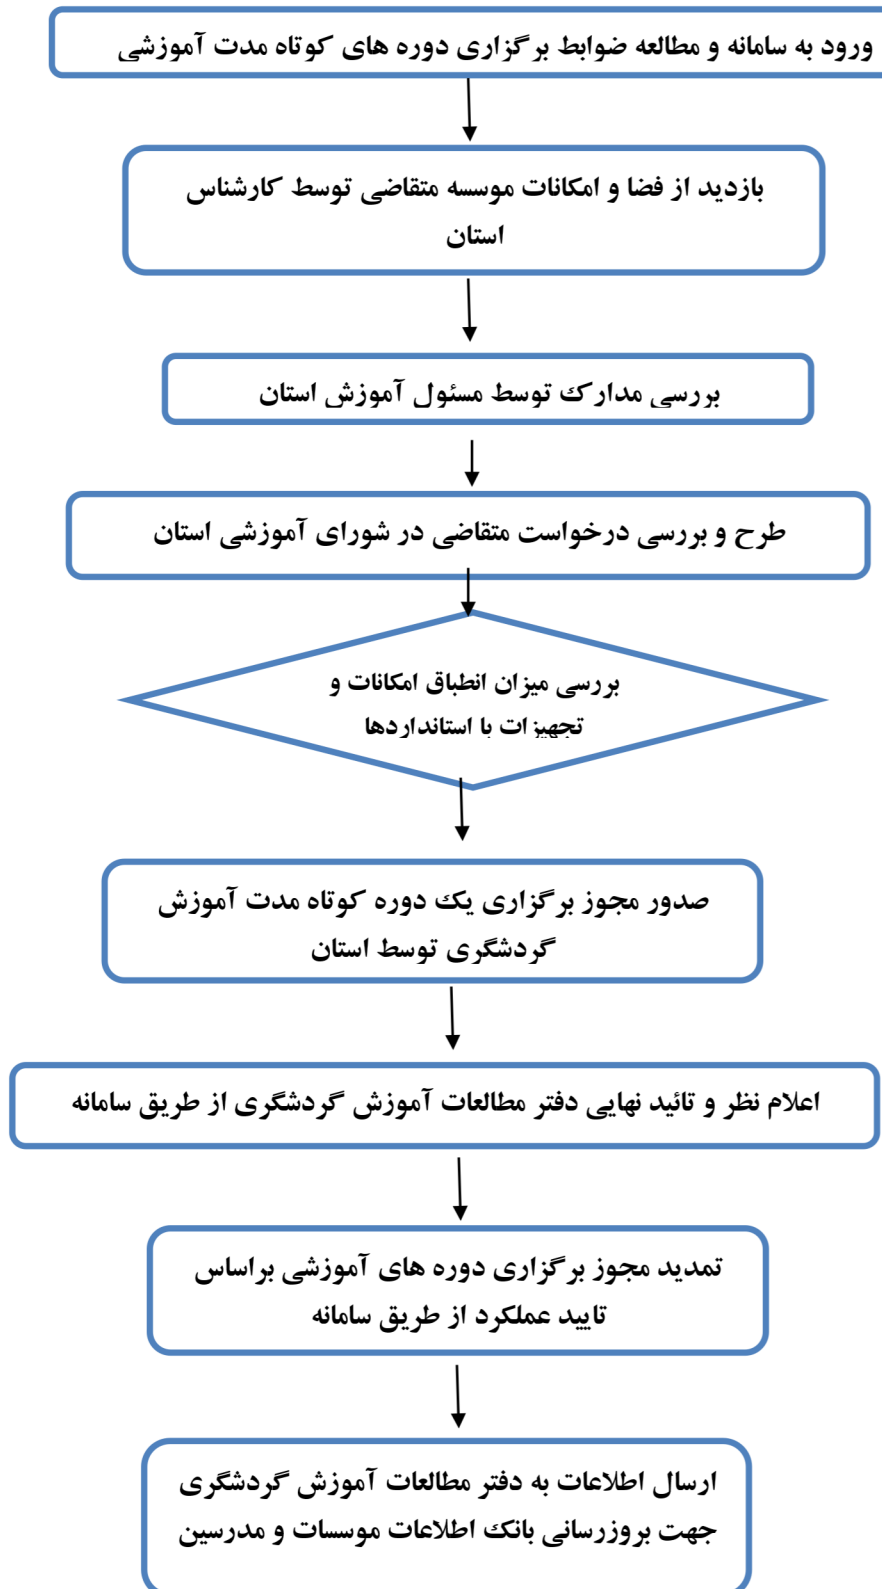 ورود به سامانه و مطالعه ضوابط برگزاری دوره های کوتاه مدت آموزشی
بازدید از فضا و امکانات موسسه متقاضی توسط کارشناس
استان
بررسی مدارک توسط مسئول آموزش استان
طرح و بررسی درخواست متقاضی در شورای آموزشی استان
بررسی میزان انطباق امکانات و
تجهیزات با استانداردها
صدور مجوز برگزاری یک دوره کوتاه مدت آموزش
گردشگری توسط استان
اعلام نظر و تائید نهایی دفتر مطالعات آموزش گردشگری از طریق سامانه
تمدید مجوز برگزاری دوره های آموزشی براساس
تایید عملکرد از طریق سامانه
ارسال اطلاعات به دفتر مطالعات آموزش گردشگری
جهت بروزرسانی بانک اطلاعات موسسات و مدرسین